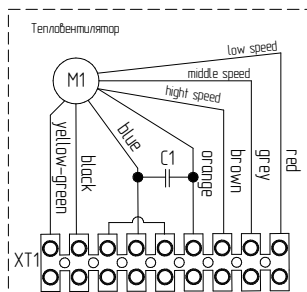 Тепловентилятор
low speed
M1
middle speed
hight speed
yellow-green
black
blue
C1
orange
brown
grey
red
XT1